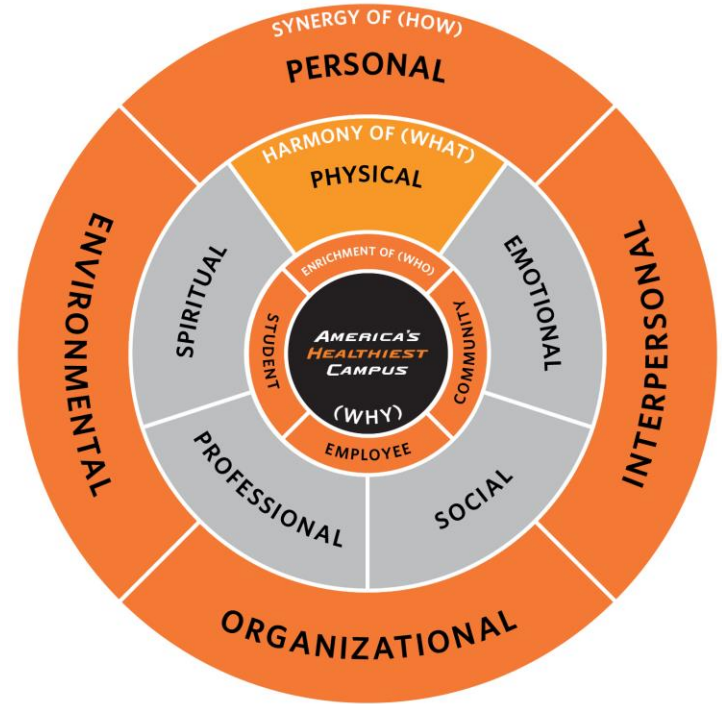 SYNERGY OF (HOW)
PERSONAL
INTERPERSONAL
ORGANIZATIONAL
ENVIRONMENTAL
HARMONY OF (WHAT)
PHYSICAL
EMOTIONAL
SOCIAL
PROFESSIONAL
SPIRITUAL
ENRICHMENT OF (WHO)
COMMUNITY
EMPLOYEE
STUDENT
AMERICA'S
HEALTHIEST
CAMPUS
(WHY)